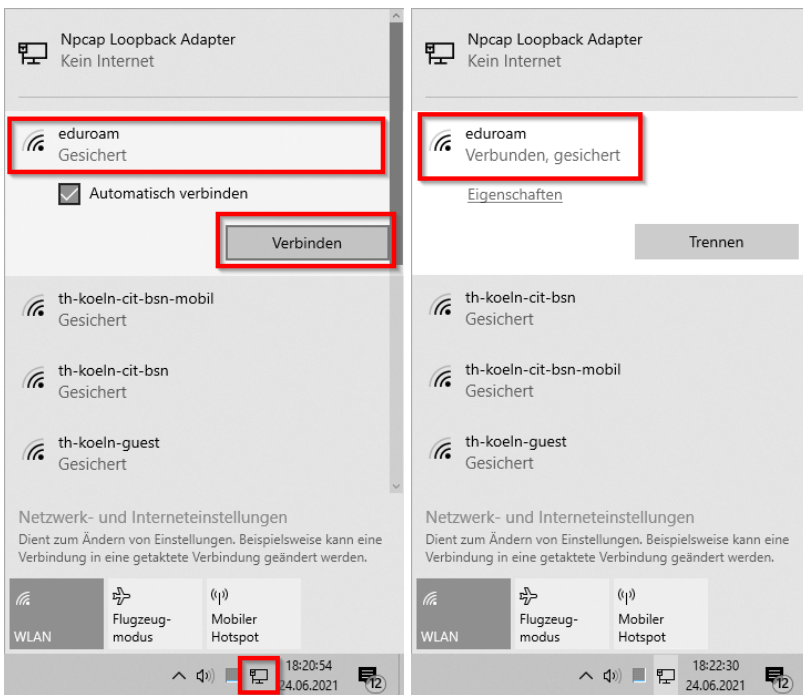 Npcap Loopback Adapter
Kein Internet
eduroam
Gesichert
Automatisch verbinden
Verbinden
th-koeln-cit-bsn-mobil
Gesichert
th-koeln-cit-bsn
Gesichert
th-koeln-guest
Gesichert
Netzwerk- und Interneteinstellungen
Dient zum Ändern von Einstellungen. Beispielsweise kann eine
Verbindung in eine getaktete Verbindung geändert werden.
WLAN
Flugzeug-
modus
Mobiler
Hotspot
18:20:54
24.06.2021
12
Npcap Loopback Adapter
Kein Internet
eduroam
Verbunden, gesichert
Eigenschaften
Trennen
th-koeln-cit-bsn
Gesichert
th-koeln-cit-bsn-mobil
Gesichert
th-koeln-guest
Gesichert
Netzwerk- und Interneteinstellungen
Dient zum Ändern von Einstellungen. Beispielsweise kann eine
Verbindung in eine getaktete Verbindung geändert werden.
WLAN
Flugzeug-
modus
Mobiler
Hotspot
18:22:30
24.06.2021
12